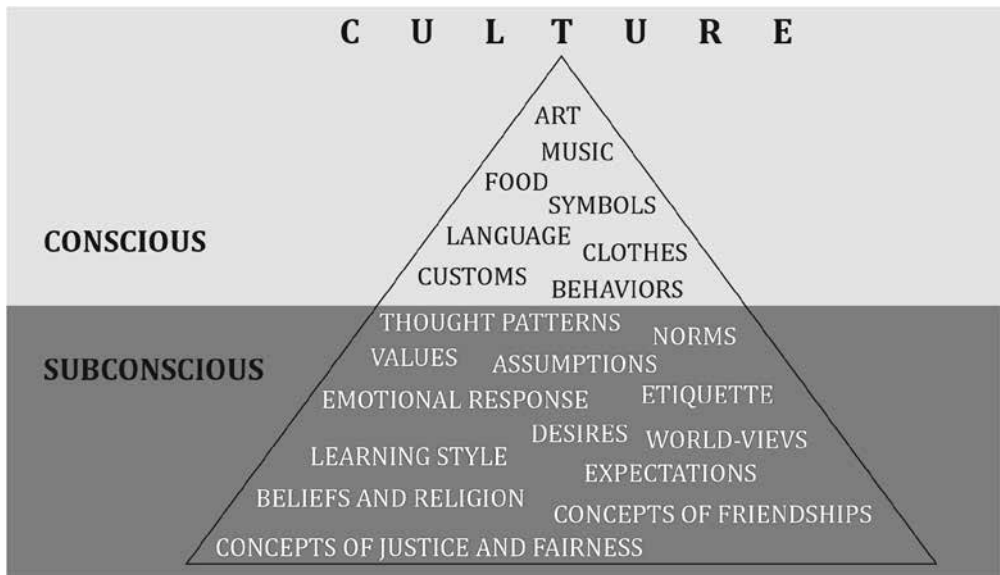 C U L T U R E
ART
MUSIC
FOOD
SYMBOLS
CONSCIOUS
LANGUAGE
CLOTHES
CUSTOMS
BEHAVIORS
THOUGHT PATTERNS
NORMS
SUBCONSCIOUS
VALUES
ASSUMPTIONS
EMOTIONAL RESPONSE
ETIQUETTE
DESIRES
WORLD-VIEVS
LEARNING STYLE
EXPECTATIONS
BELIEFS AND RELIGION
CONCEPTS OF FRIENDSHIPS
CONCEPTS OF JUSTICE AND FAIRNESS